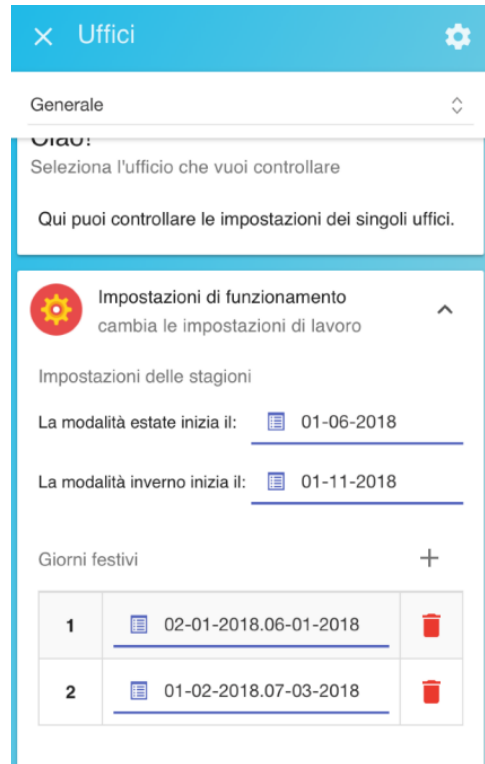 Uffici
Generale
Ciao!
Seleziona l'ufficio che vuoi controllare
Qui puoi controllare le impostazioni dei singoli uffici.
Impostazioni di funzionamento
cambia le impostazioni di lavoro
Impostazioni delle stagioni
La modalità estate inizia il: 01-06-2018
La modalità inverno inizia il: 01-11-2018
Giorni festivi
1 02-01-2018.06-01-2018
2 01-02-2018.07-03-2018